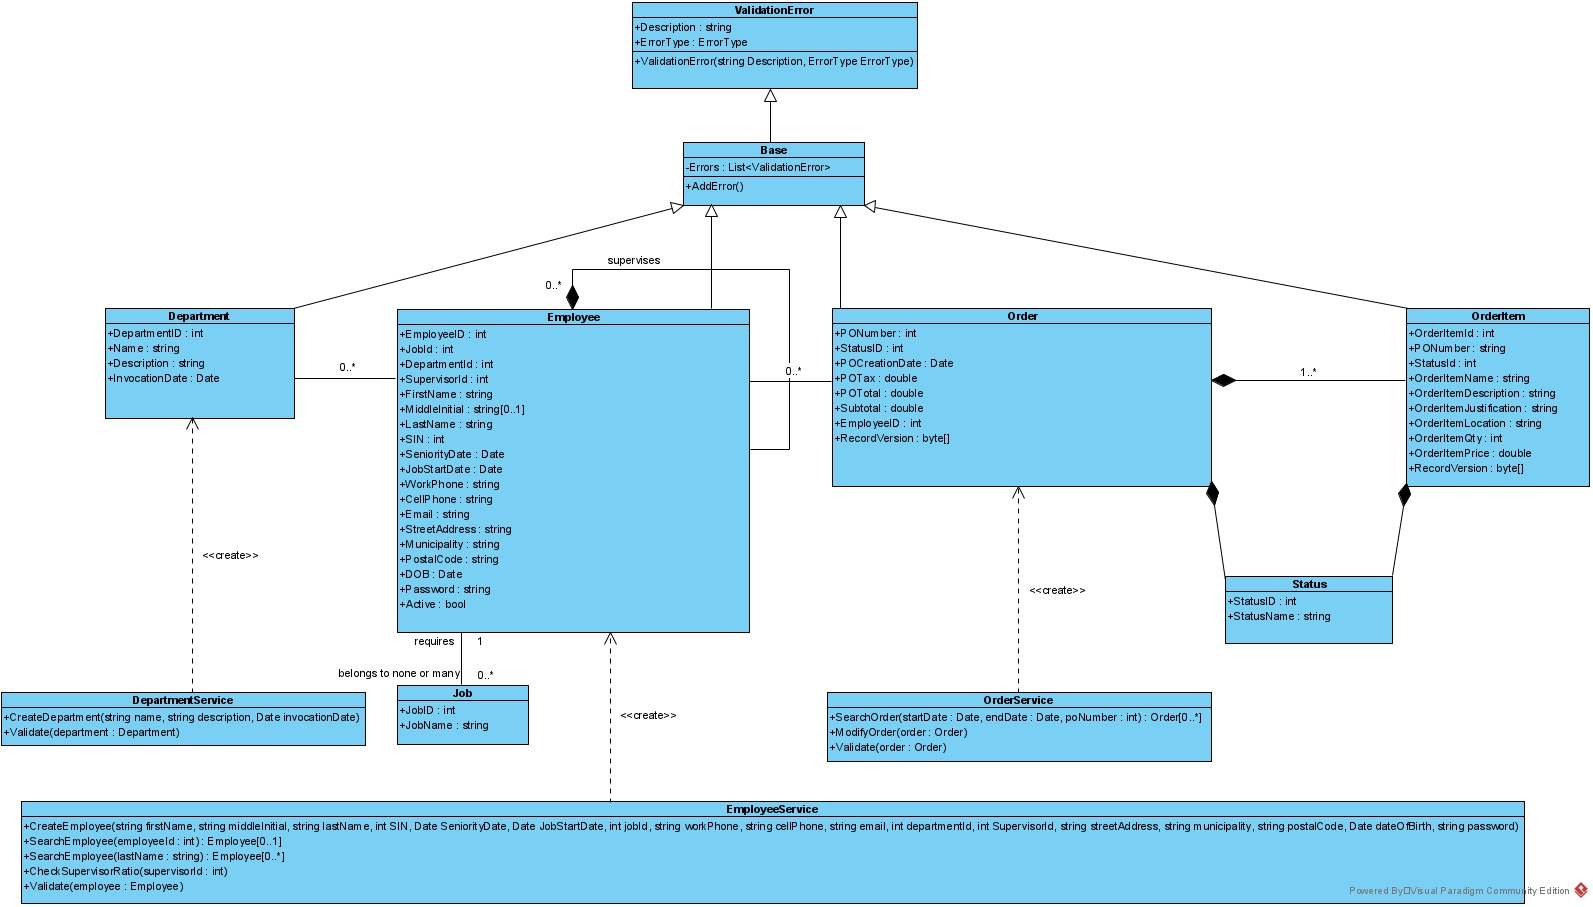 ValidationError
+Description : string
+ErrorType : ErrorType
+ValidationError(string Description, ErrorType ErrorType)
Base
-Errors : List<ValidationError>
+AddError()
supervises
0..*
Department
+DepartmentID : int
+Name : string
+Description : string
+InvocationDate : Date
0..*
Employee
+EmployeeID : int
+JobId : int
+DepartmentId : int
+SupervisorId : int
+FirstName : string
+MiddleInitial : string[0..1]
+LastName : string
+SIN : int
+SeniorityDate : Date
+JobStartDate : Date
+WorkPhone : string
+CellPhone : string
+Email : string
+StreetAddress : string
+Municipality : string
+PostalCode : string
+DOB : Date
+Password : string
+Active : bool
0..*
Order
+PONumber : int
+StatusID : int
+POCreationDate : Date
+POTax : double
+POTotal : double
+Subtotal : double
+EmployeeID : int
+RecordVersion : byte[]
1..*
OrderItem
+OrderItemId : int
+PONumber : string
+StatusId : int
+OrderItemName : string
+OrderItemDescription : string
+OrderItemJustification : string
+OrderItemLocation : string
+OrderItemQty : int
+OrderItemPrice : double
+RecordVersion : byte[]
<<create>>
<<create>>
Status
+StatusID : int
+StatusName : string
requires 1
belongs to none or many 0..*
DepartmentService
+CreateDepartment(string name, string description, Date invocationDate)
+Validate(department : Department)
Job
+JobID : int
+JobName : string
<<create>>
OrderService
+SearchOrder(startDate : Date, endDate : Date, poNumber : int) : Order[0..*]
+ModifyOrder(order : Order)
+Validate(order : Order)
EmployeeService
+CreateEmployee(string firstName, string middleInitial, string lastName, int SIN, Date SeniorityDate, Date JobStartDate, int jobId, string workPhone, string cellPhone, string email, int departmentId, int SupervisorId, string streetAddress, string municipality, string postalCode, Date dateOfBirth, string password)
+SearchEmployee(employeeId : int) : Employee[0..1]
+SearchEmployee(lastName : string) : Employee[0..*]
+CheckSupervisorRatio(supervisorId : int)
+Validate(employee : Employee)
Powered By□Visual Paradigm Community Edition